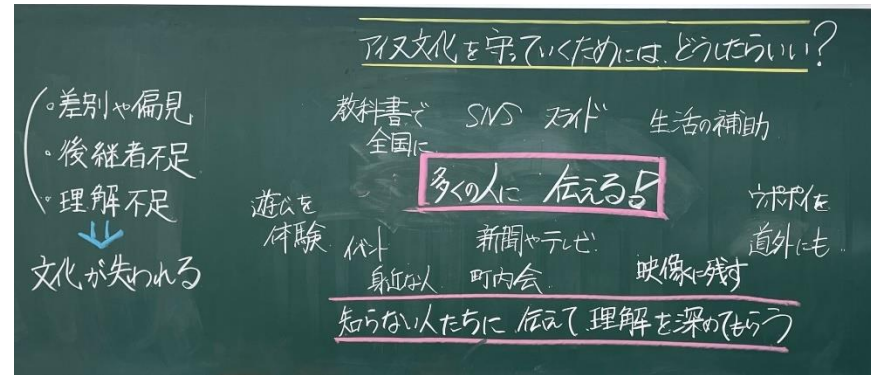 アイヌ文化を守っていくためには、どうしたらいい?
・差別や偏見
・後継者不足
・理解不足
文化が失われる
教科書で
全国に
SNS
スライド
生活の補助
多くの人に 伝える!
遊びを
体験
イベント
身近な人
新聞やテレビ
町内会
映像に残す
ウポポイを
道外にも
知らない人たちに 伝えて 理解を深めてもらう